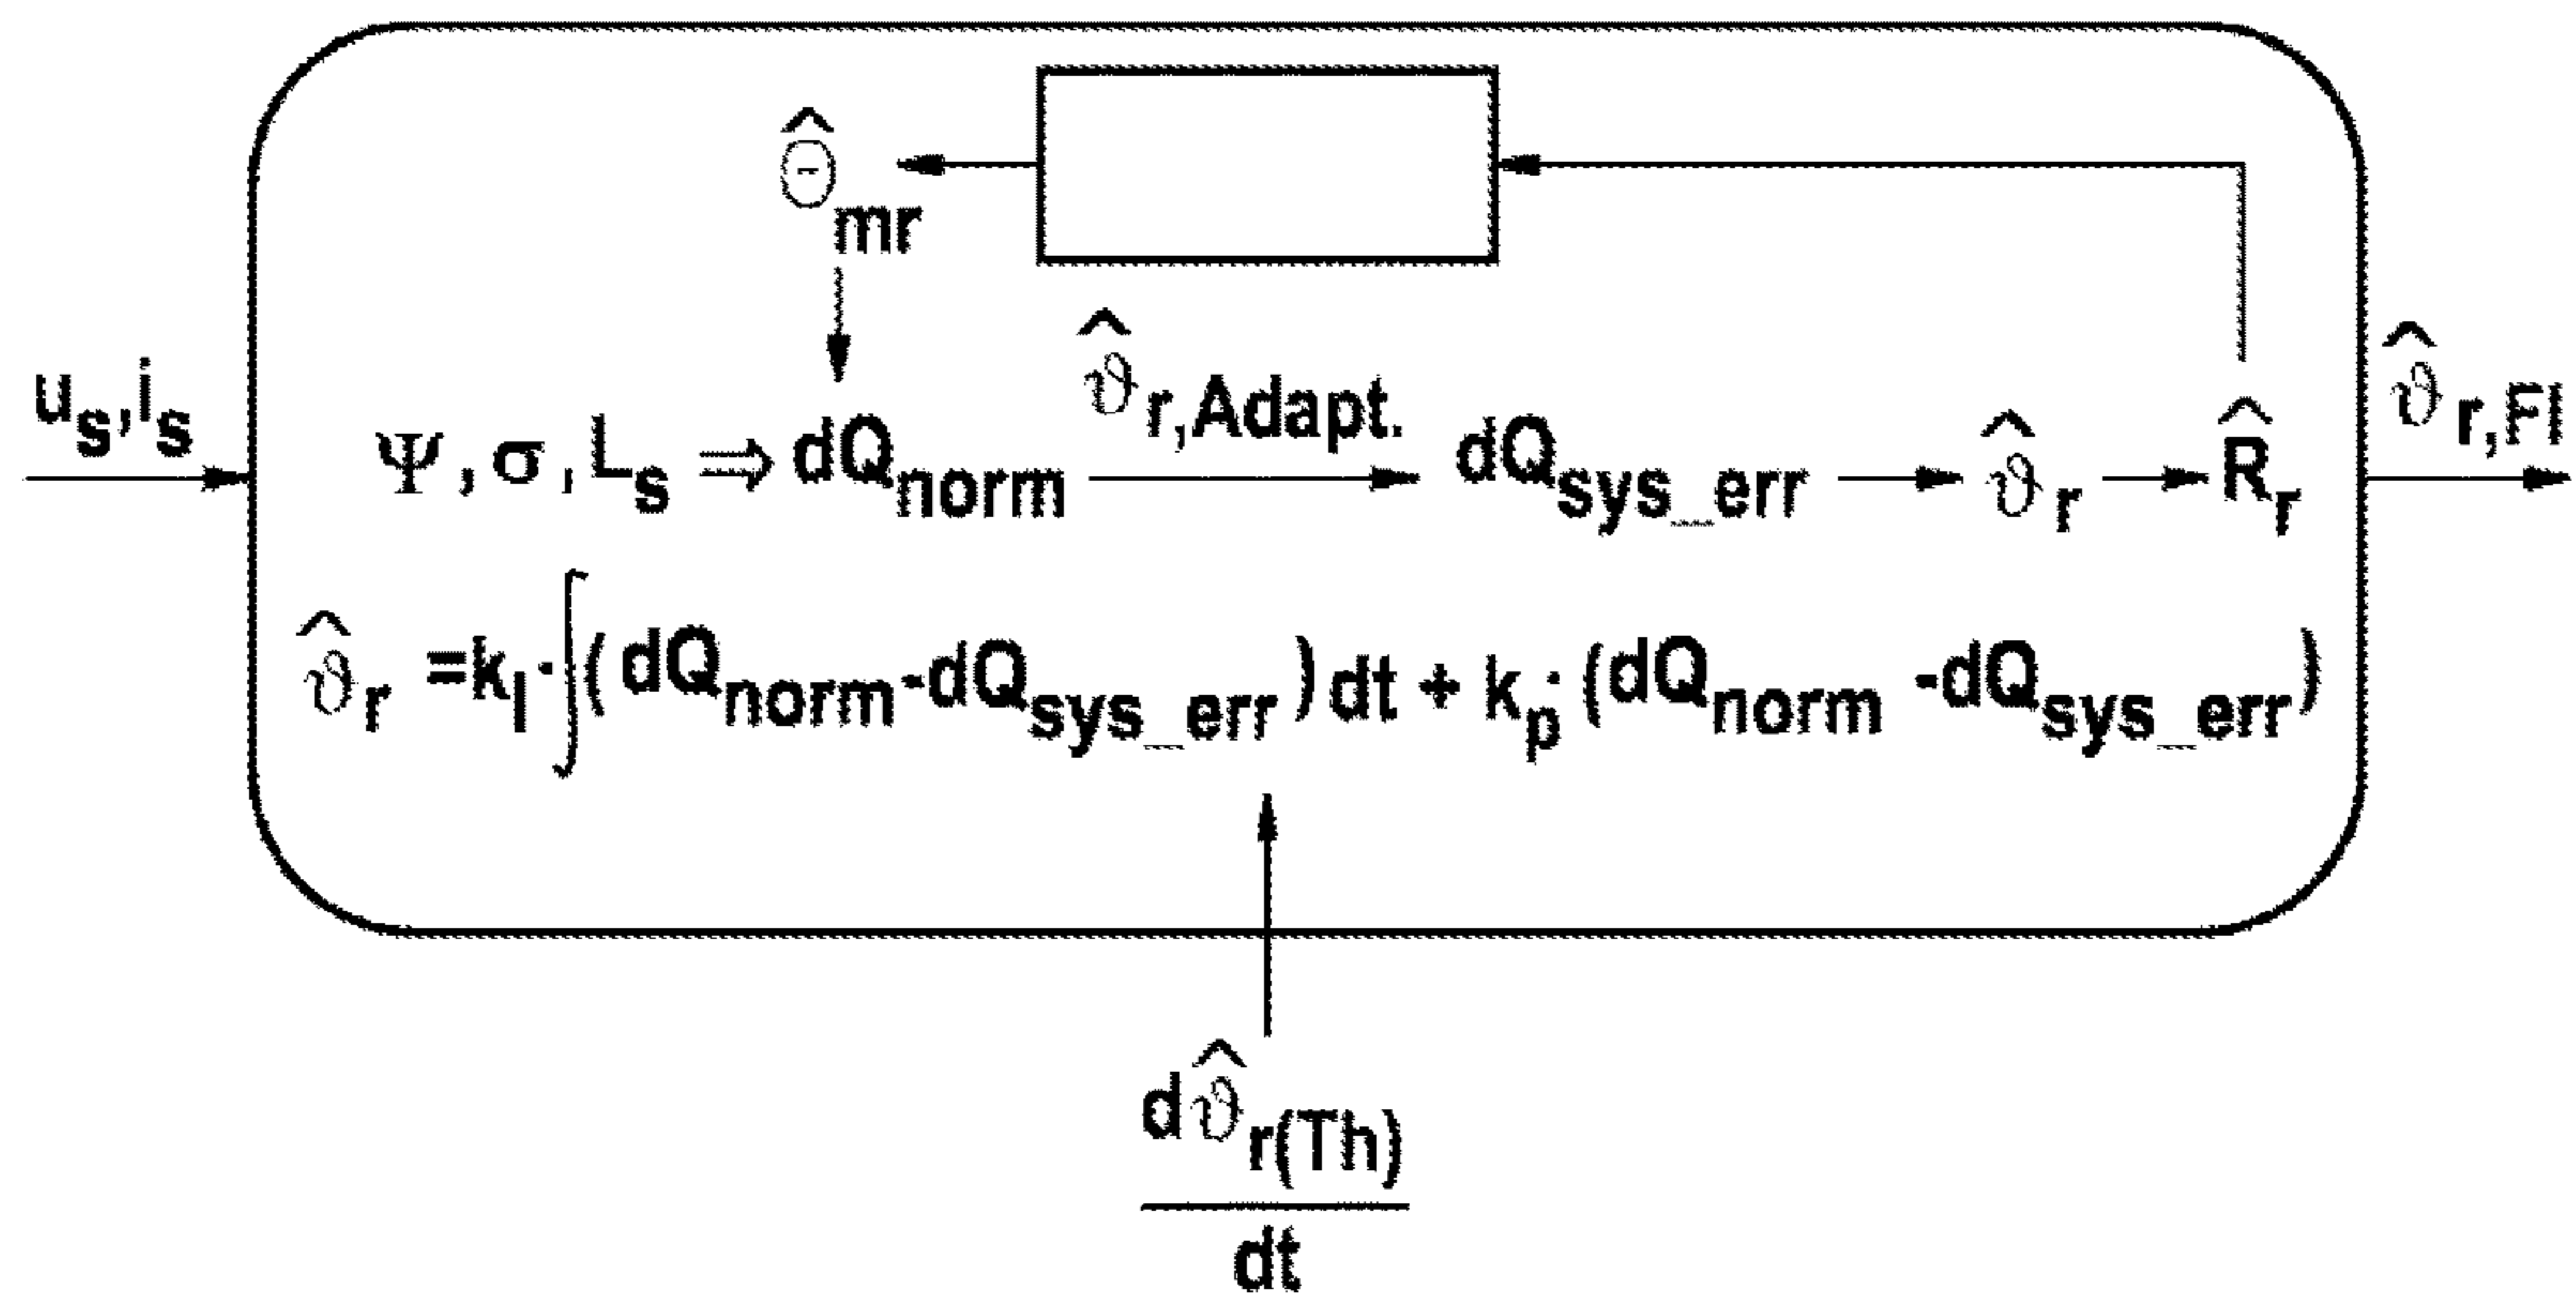 Θ̂mr
us,is
Ψ, σ, Ls ⇒ dQnorm
ϑ̂r,Adapt.
dQsys_err
ϑ̂r
R̂r
ϑ̂r,FI
ϑ̂r =kI·∫(dQnorm-dQsys_err)dt + kp·(dQnorm -dQsys_err)
dϑ̂r(Th)
dt